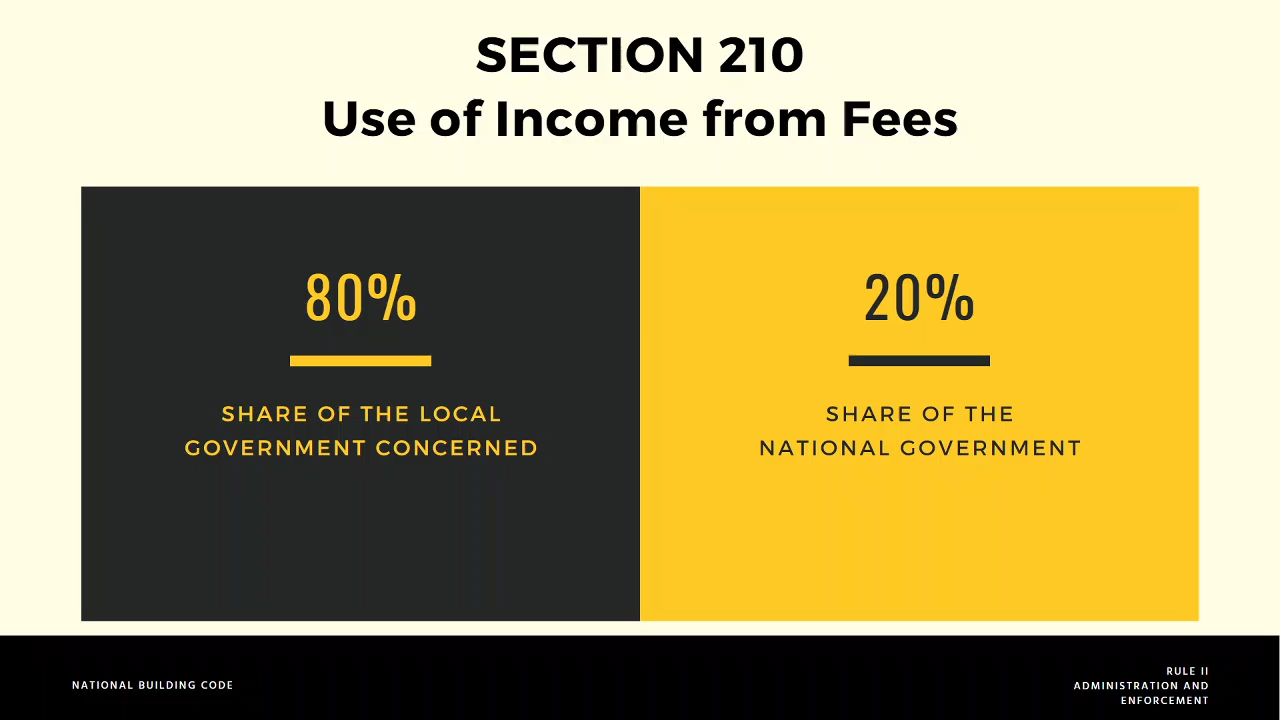 SECTION 210
Use of Income from Fees
80%
SHARE OF THE LOCAL
GOVERNMENT CONCERNED
20%
SHARE OF THE
NATIONAL GOVERNMENT
NATIONAL BUILDING CODE
RULE II
ADMINISTRATION AND
ENFORCEMENT